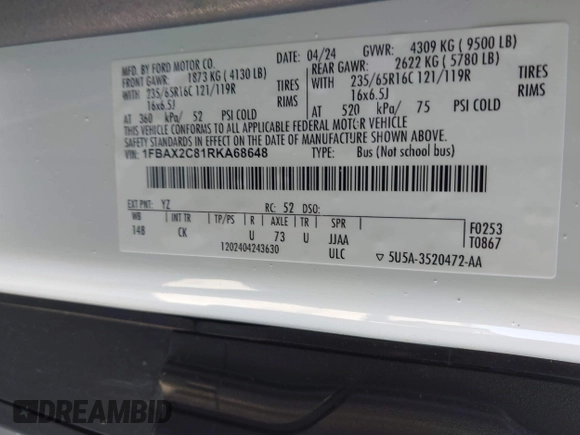 MFD. BY FORD MOTOR CO.
DATE: 04/24 GVWR: 4309 KG ( 9500 LB)
FRONT GAWR: 1873 KG ( 4130 LB)
REAR GAWR: 2622 KG ( 5780 LB)
WITH 235/65R16C 121/119R TIRES
WITH 235/65R16C 121/119R TIRES
16x6.5J RIMS
16x6.5J RIMS
AT 360 kPa/ 52 PSI COLD
AT 520 kPa/ 75 PSI COLD
THIS VEHICLE CONFORMS TO ALL APPLICABLE FEDERAL MOTOR VEHICLE
SAFETY STANDARDS IN EFFECT ON THE DATE OF MANUFACTURE SHOWN ABOVE.
VIN: 1FBAX2C81RKA68648 TYPE: Bus (Not school bus)
EXT PNT: YZ RC: 52 DSO:
WB INT TR TP/PS R AXLE TR SPR
14B CK U 73 U JJAA
ULC
1202404243630
F0253
T0867
▽ 5U5A-3520472-AA
DREAMBID